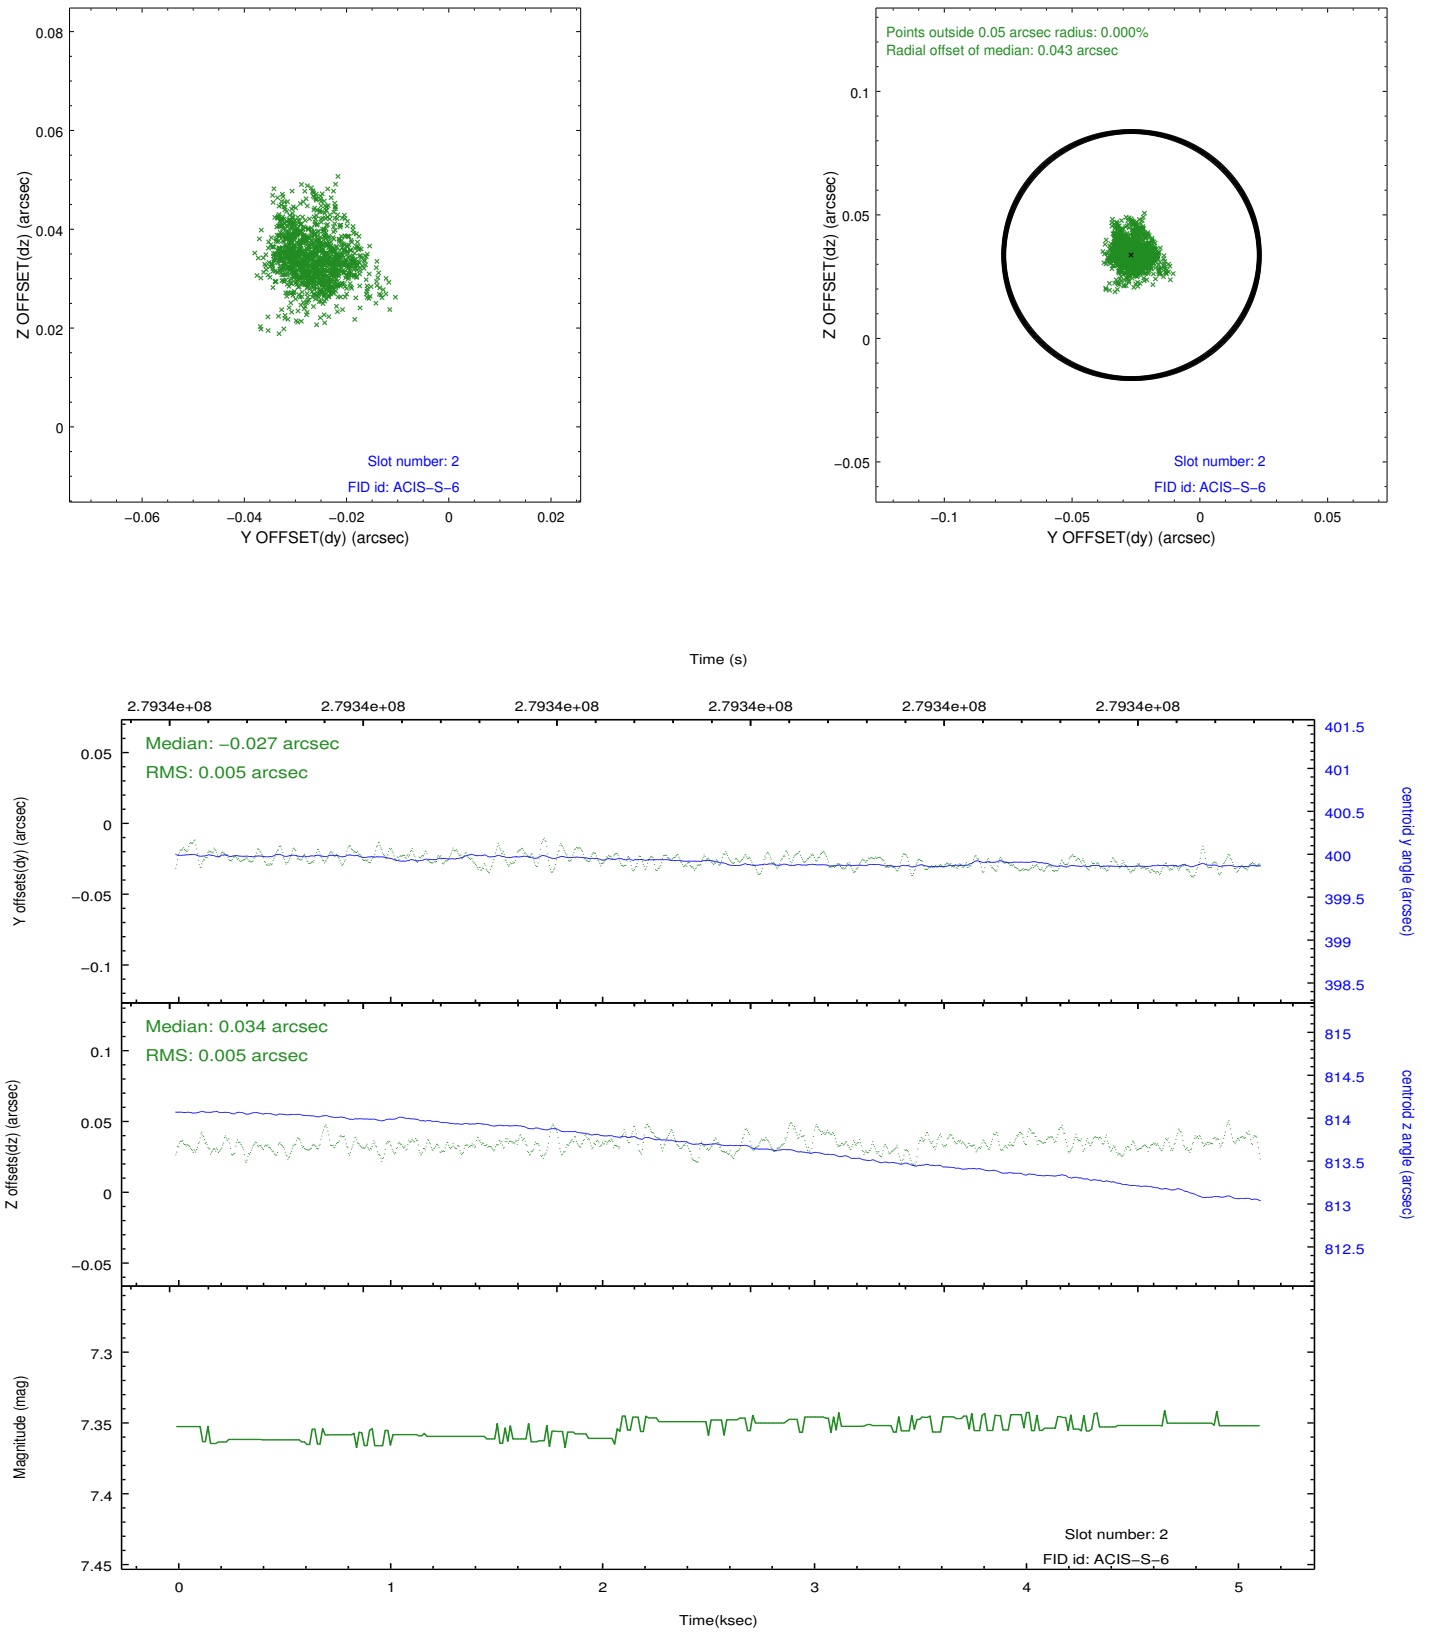 0.08
0.06
0.04
0.02
0
Z OFFSET(dz) (arcsec)
Slot number: 2
FID id: ACIS−S−6
−0.06
−0.04
−0.02
0
0.02
Y OFFSET(dy) (arcsec)
Points outside 0.05 arcsec radius: 0.000%
Radial offset of median: 0.043 arcsec
0.1
0.05
0
−0.05
Z OFFSET(dz) (arcsec)
Slot number: 2
FID id: ACIS−S−6
−0.1
−0.05
0
0.05
Y OFFSET(dy) (arcsec)
Time (s)
2.7934e+08
2.7934e+08
2.7934e+08
2.7934e+08
2.7934e+08
2.7934e+08
Median: −0.027 arcsec
RMS: 0.005 arcsec
0.05
0
−0.05
−0.1
Y offsets(dy) (arcsec)
401.5
401
400.5
400
399.5
399
398.5
centroid y angle (arcsec)
Median: 0.034 arcsec
RMS: 0.005 arcsec
0.1
0.05
0
−0.05
Z offsets(dz) (arcsec)
815
814.5
814
813.5
813
812.5
centroid z angle (arcsec)
7.3
7.35
7.4
7.45
Magnitude (mag)
Slot number: 2
FID id: ACIS−S−6
0
1
2
3
4
5
Time(ksec)